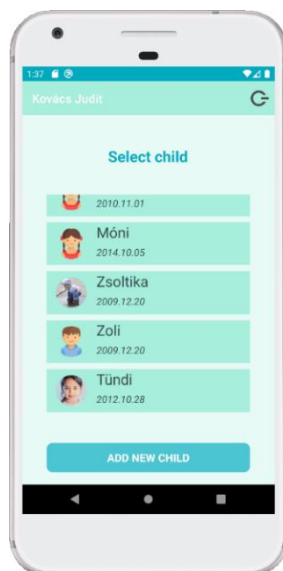 1:37
Kovács Judit
Select child
2010.11.01
Móni
2014.10.05
Zsoltika
2009.12.20
Zoli
2009.12.20
Tündi
2012.10.28
ADD NEW CHILD